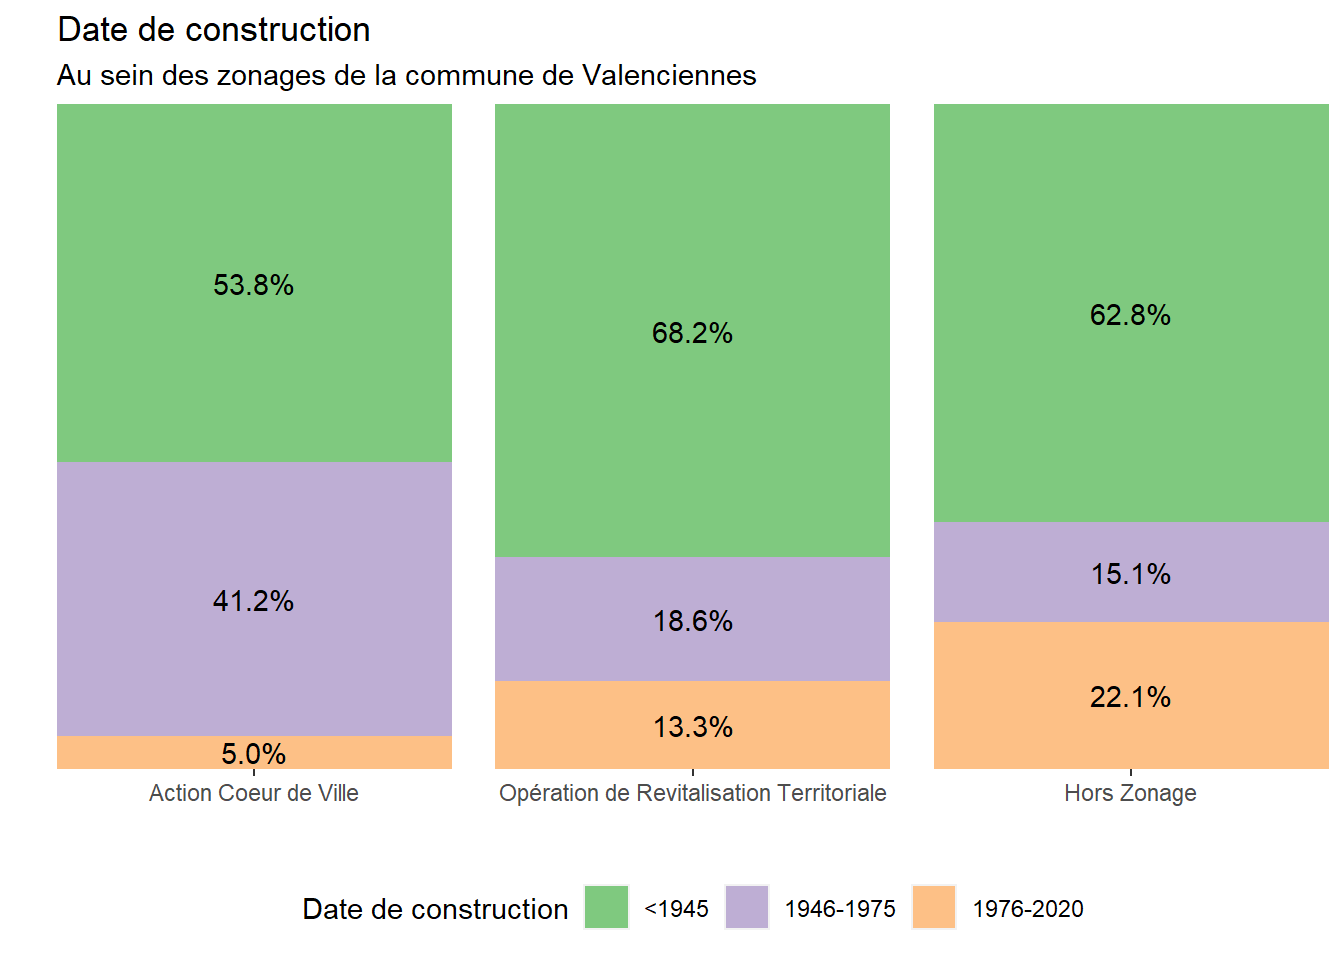 Date de construction
Au sein des zonages de la commune de Valenciennes
53.8%
68.2%
62.8%
41.2%
18.6%
15.1%
5.0%
13.3%
22.1%
Action Coeur de Ville
Opération de Revitalisation Territoriale
Hors Zonage
Date de construction <1945 1946-1975 1976-2020